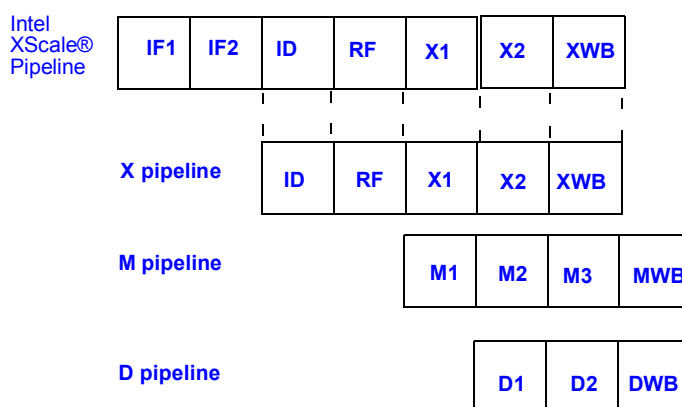 Intel
XScale®
Pipeline
IF1 IF2 ID RF X1 X2 XWB
X pipeline ID RF X1 X2 XWB
M pipeline M1 M2 M3 MWB
D pipeline D1 D2 DWB